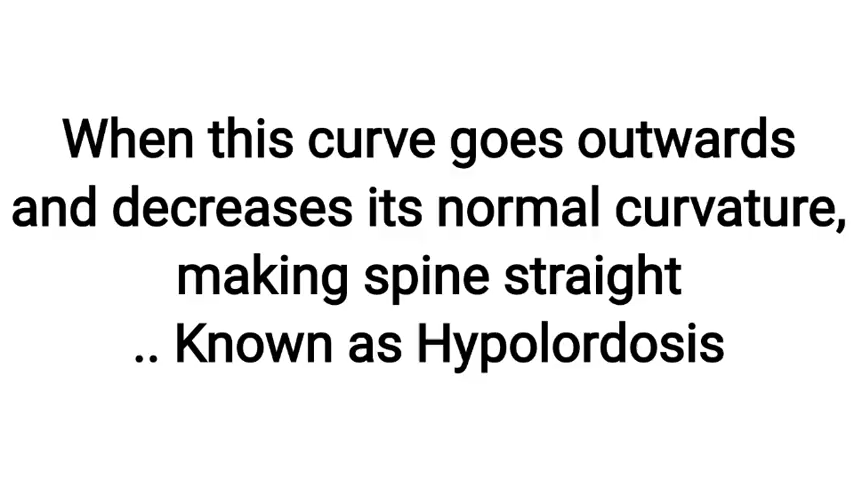 When this curve goes outwards
and decreases its normal curvature,
making spine straight
.. Known as Hypolordosis